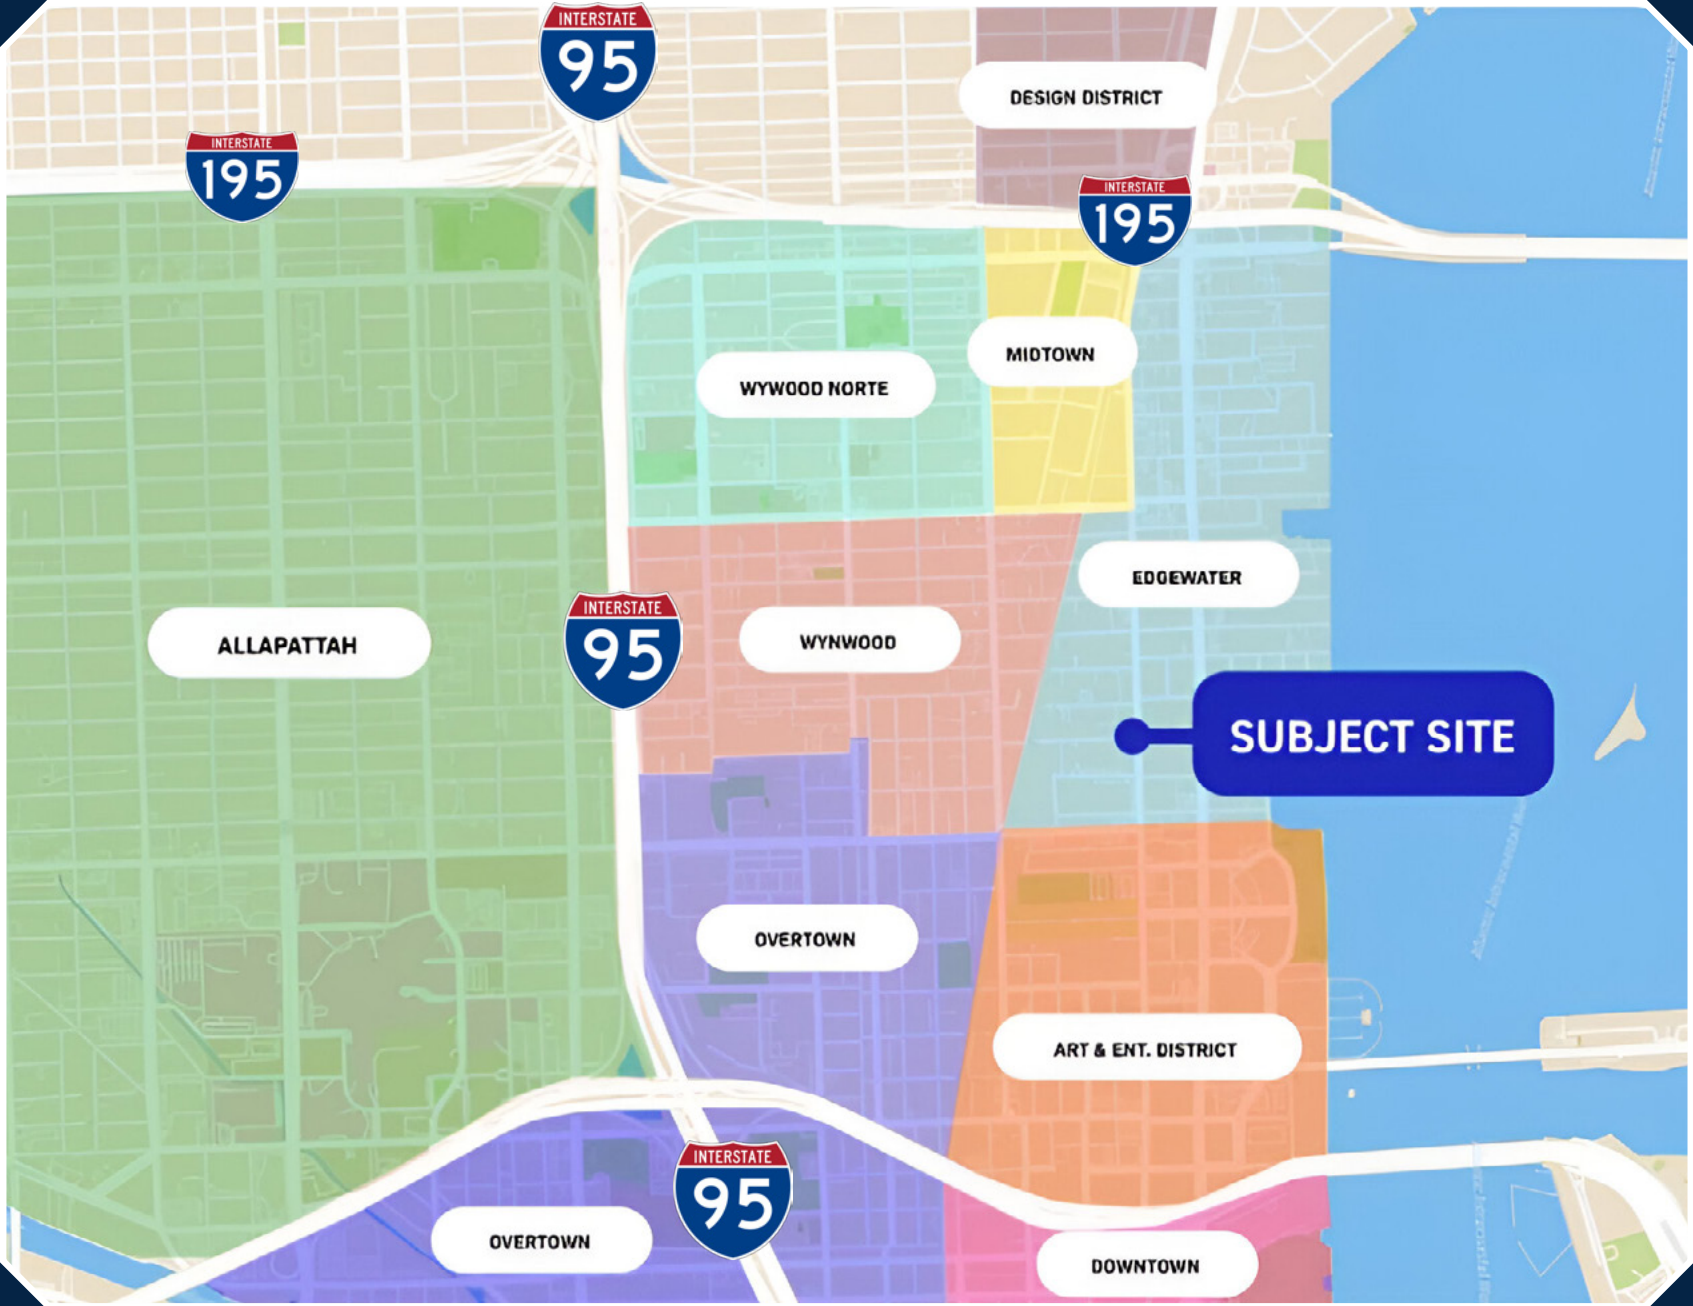 INTERSTATE
95
DESIGN DISTRICT
INTERSTATE
195
INTERSTATE
195
MIDTOWN
WYWOOD NORTE
EDGEWATER
INTERSTATE
95
ALLAPATTAH
WYNWOOD
SUBJECT SITE
OVERTOWN
ART & ENT. DISTRICT
INTERSTATE
95
OVERTOWN
DOWNTOWN